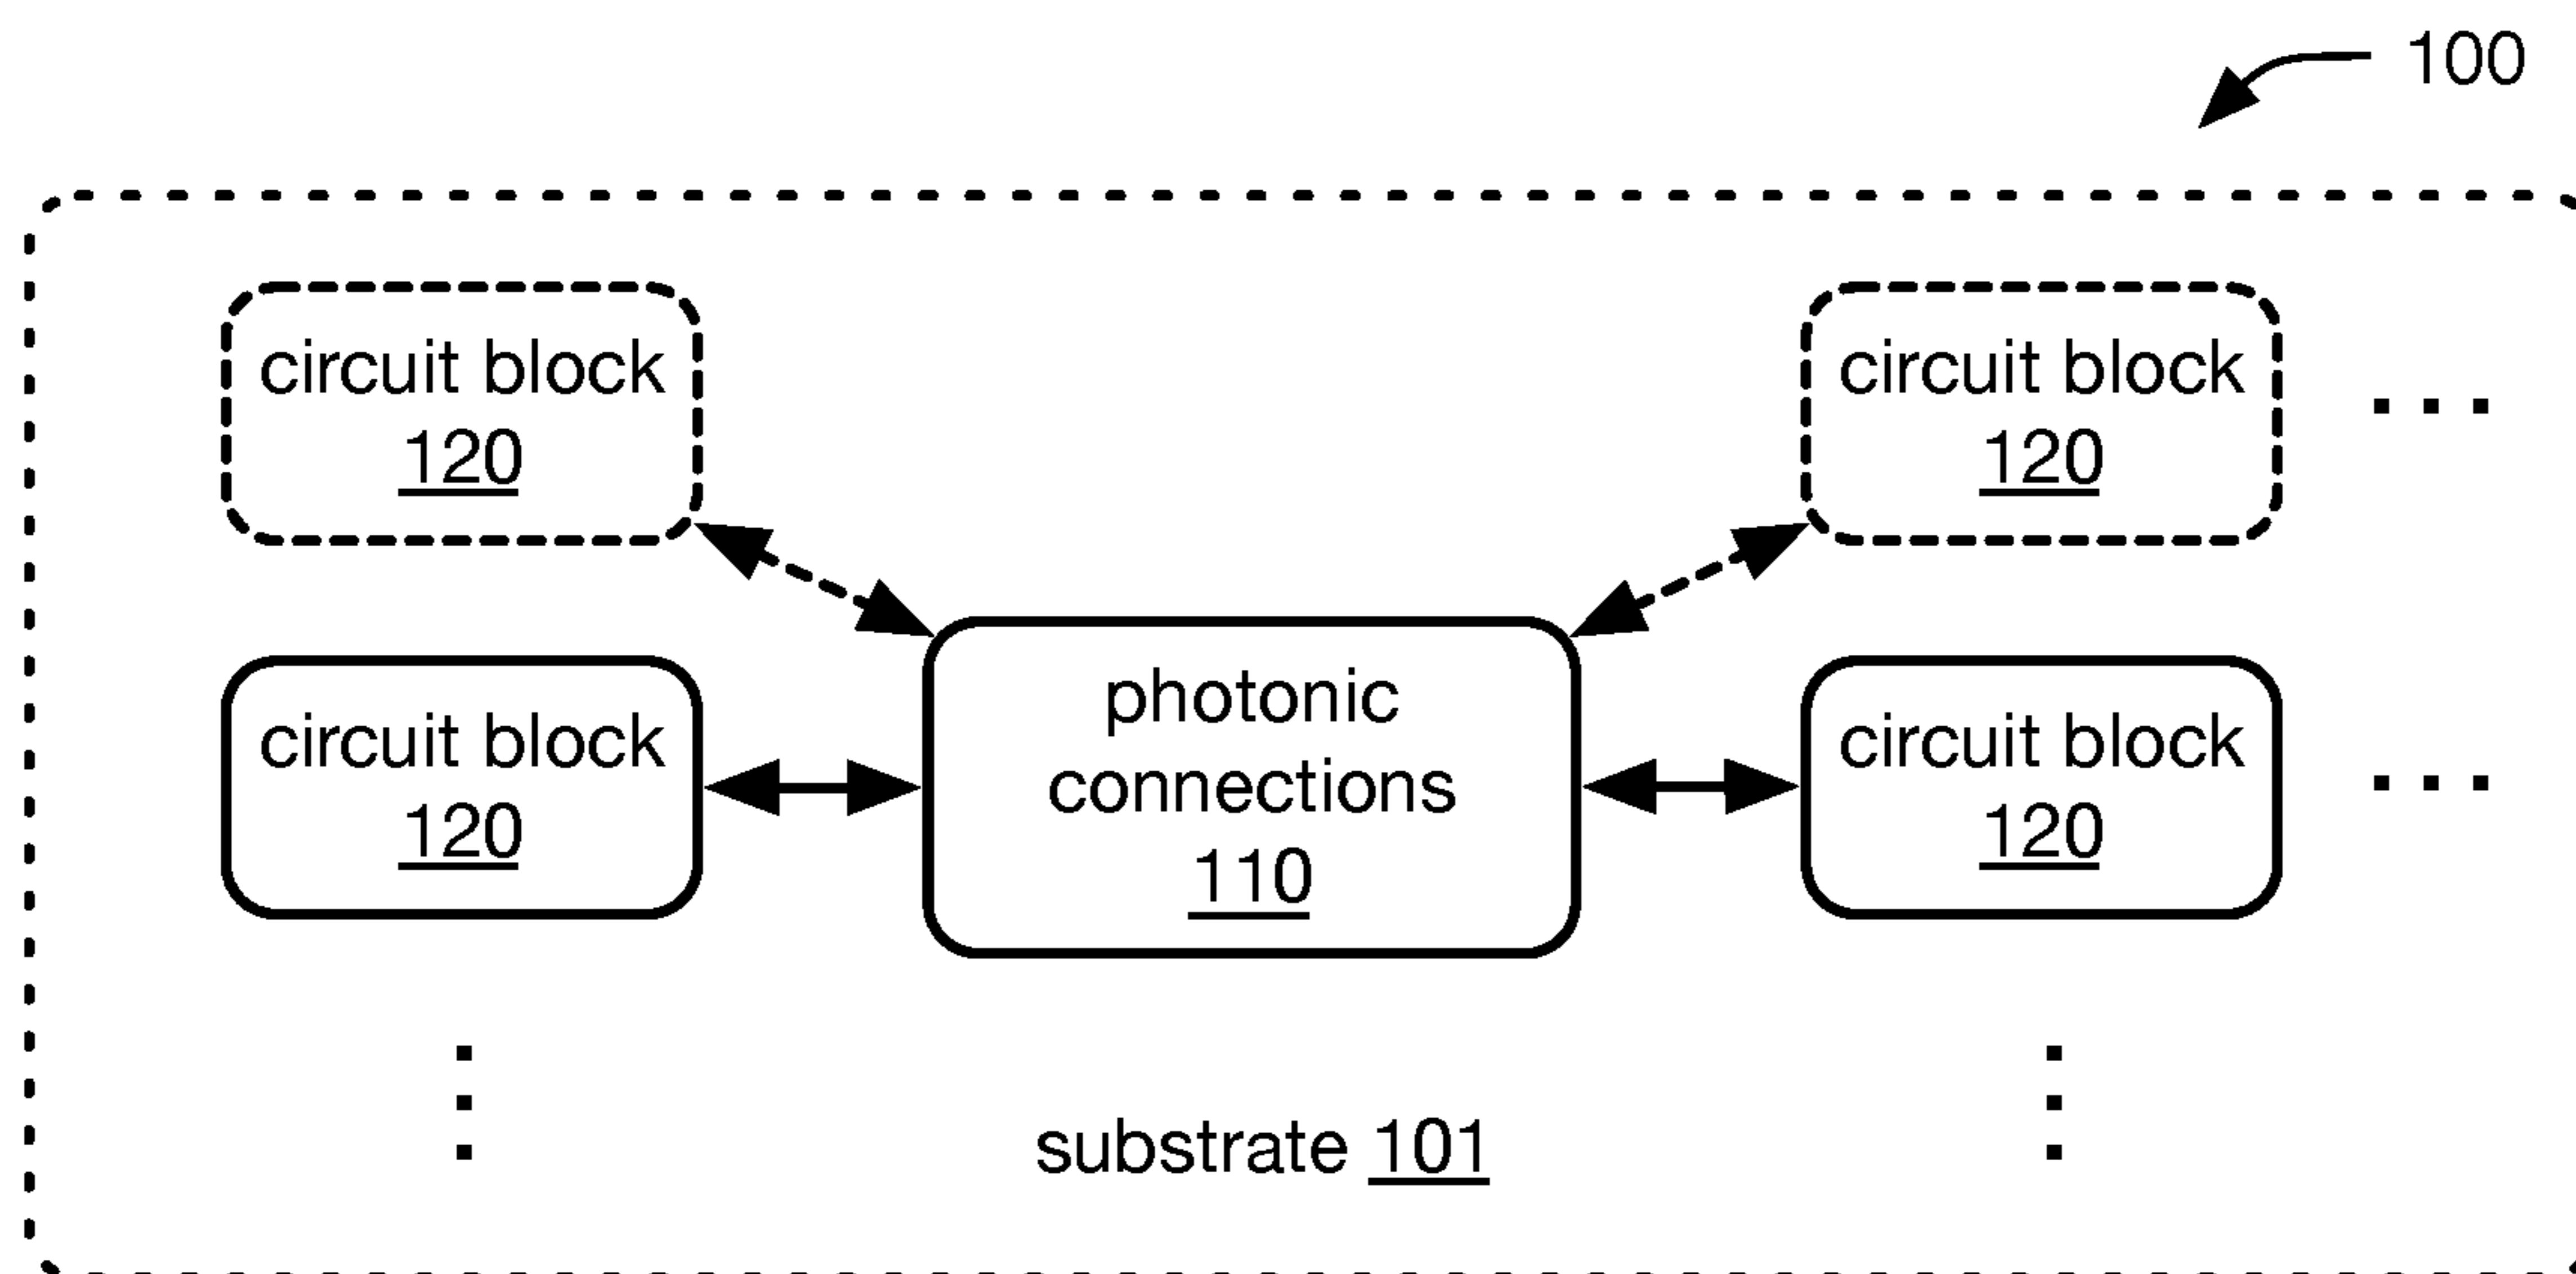 100
circuit block
120
circuit block
120
. . .
circuit block
120
photonic
connections
110
circuit block
120
. . .
substrate 101